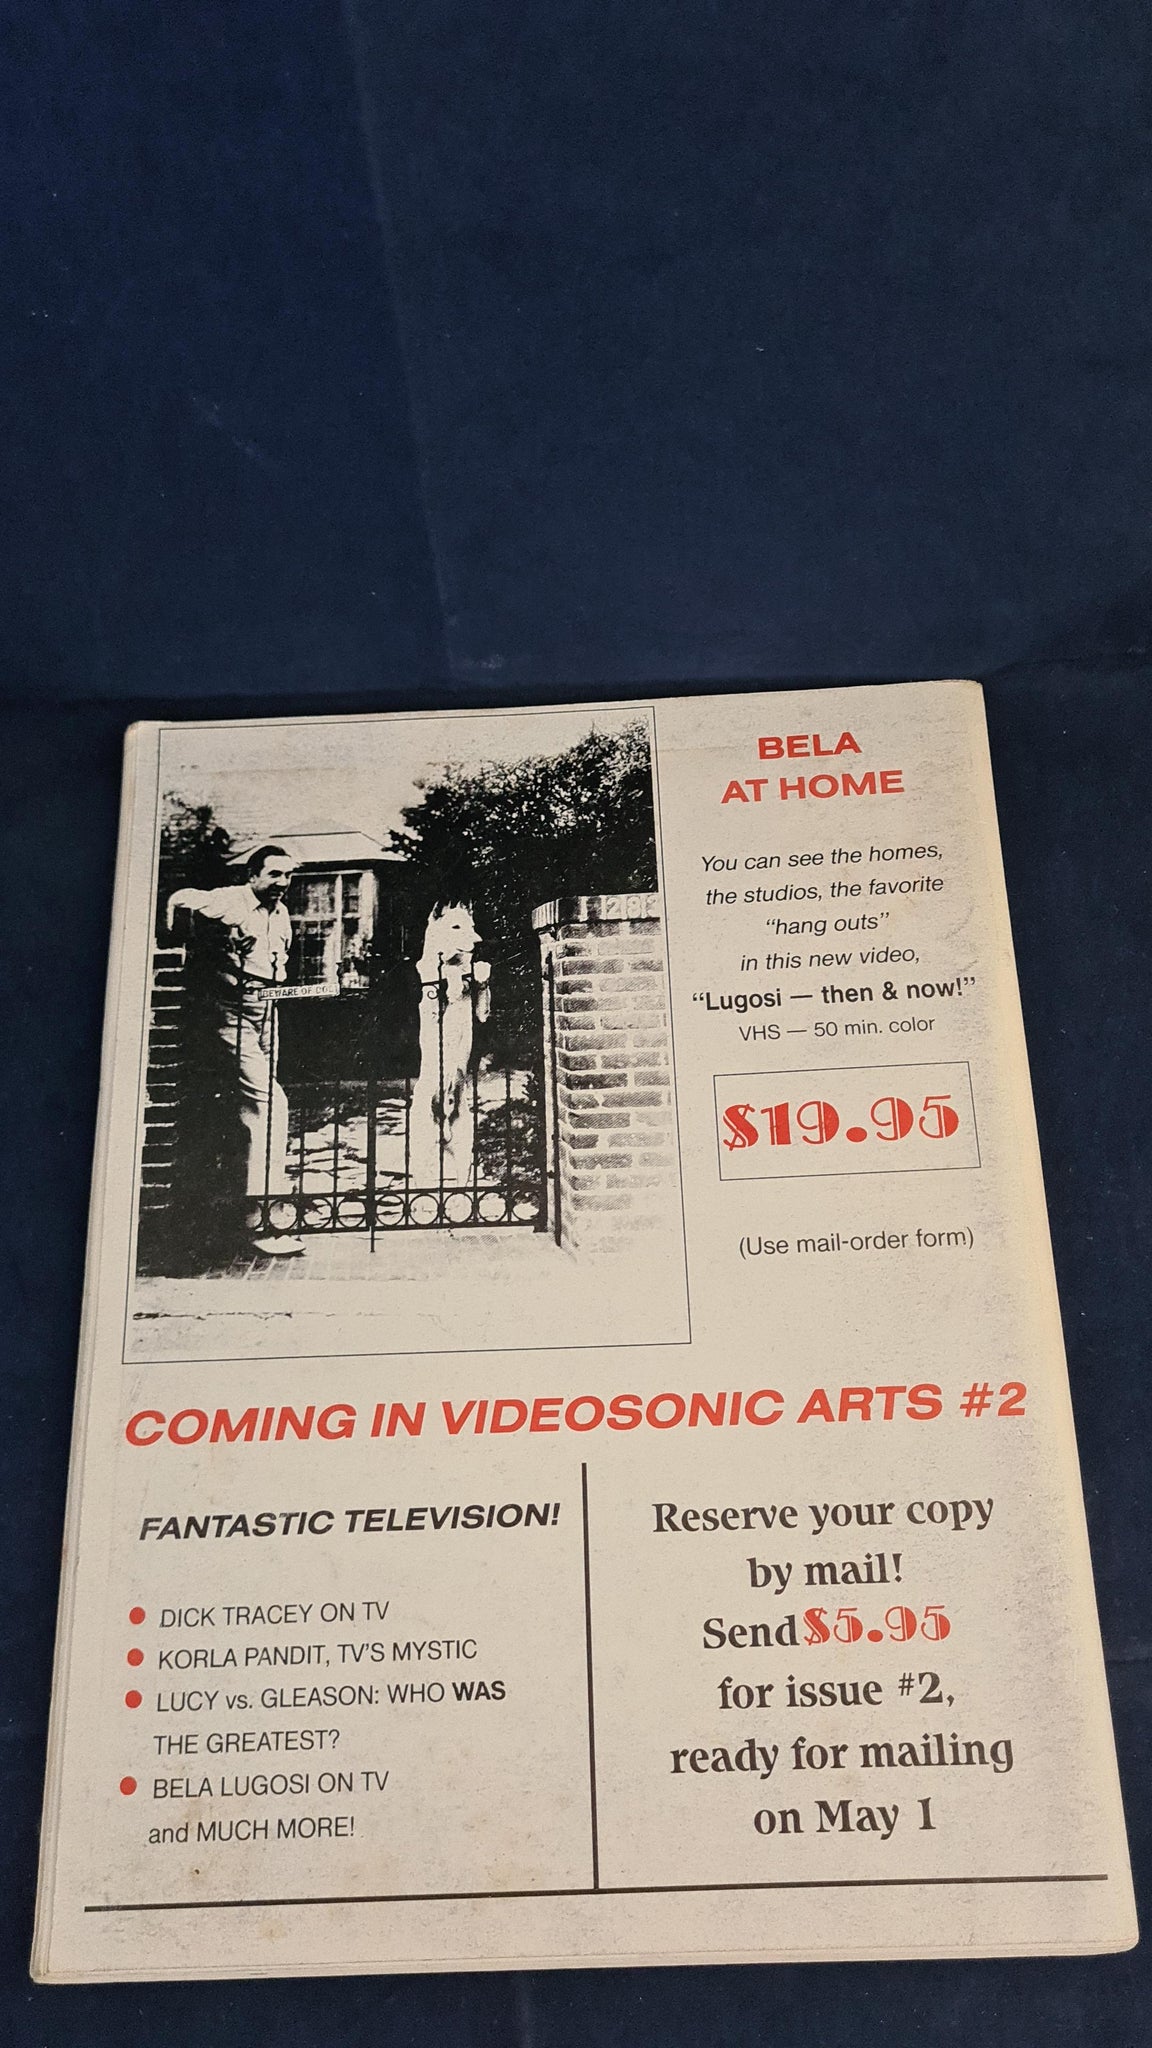 BELA
AT HOME
You can see the homes,
the studios, the favorite
“hang outs”
in this new video,
“Lugosi — then & now!”
VHS — 50 min. color
$19.95
(Use mail-order form)
BEWARE OF
COMING IN VIDEOSONIC ARTS #2
FANTASTIC TELEVISION!
● DICK TRACEY ON TV
● KORLA PANDIT, TV'S MYSTIC
● LUCY vs. GLEASON: WHO WAS
THE GREATEST?
● BELA LUGOSI ON TV
and MUCH MORE!
Reserve your copy
by mail!
Send $5.95
for issue #2,
ready for mailing
on May 1